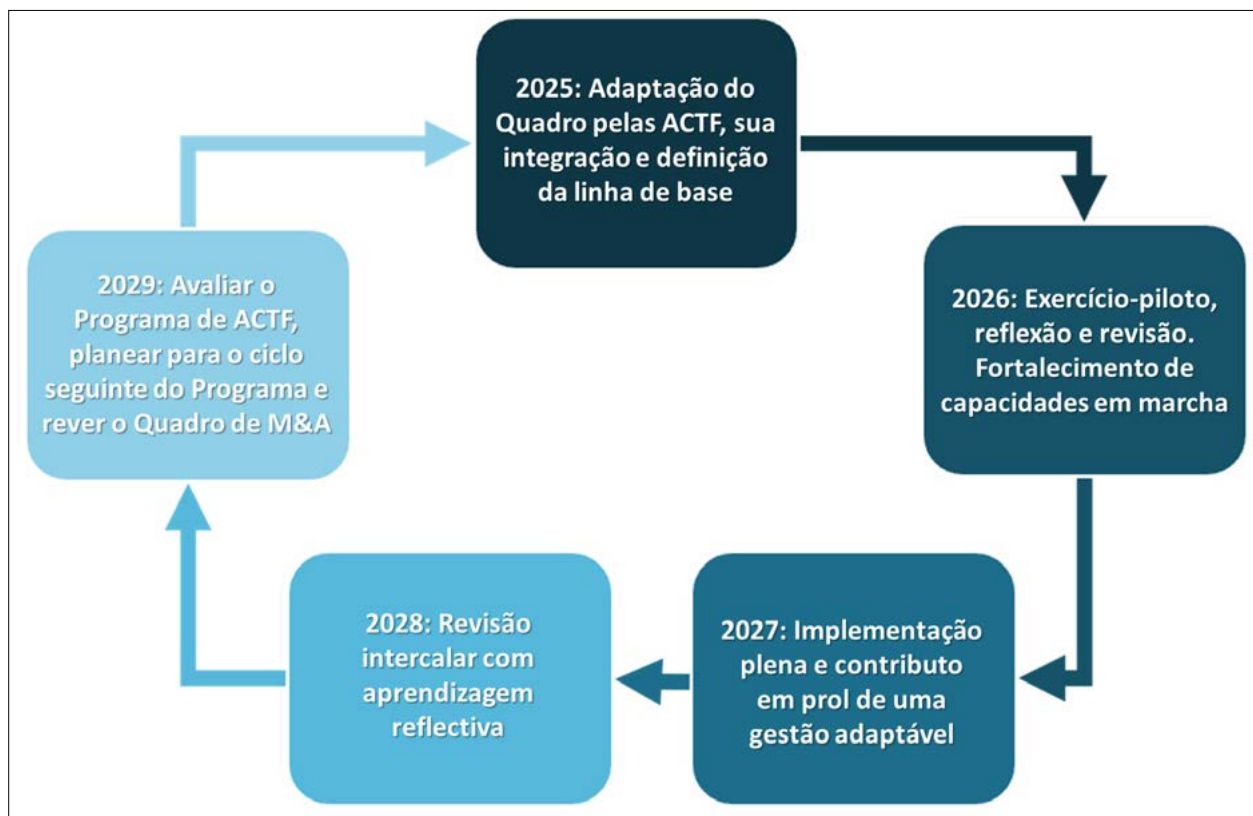 2025: Adaptação do
Quadro pelas ACTF, sua
integração e definição
da linha de base
2026: Exercício-piloto,
reflexão e revisão.
Fortalecimento de
capacidades em marcha
2027: Implementação
plena e contributo
em prol de uma
gestão adaptável
2028: Revisão
intercalar com
aprendizagem
reflectiva
2029: Avaliar o
Programa de ACTF,
planear para o ciclo
seguinte do Programa e
rever o Quadro de M&A